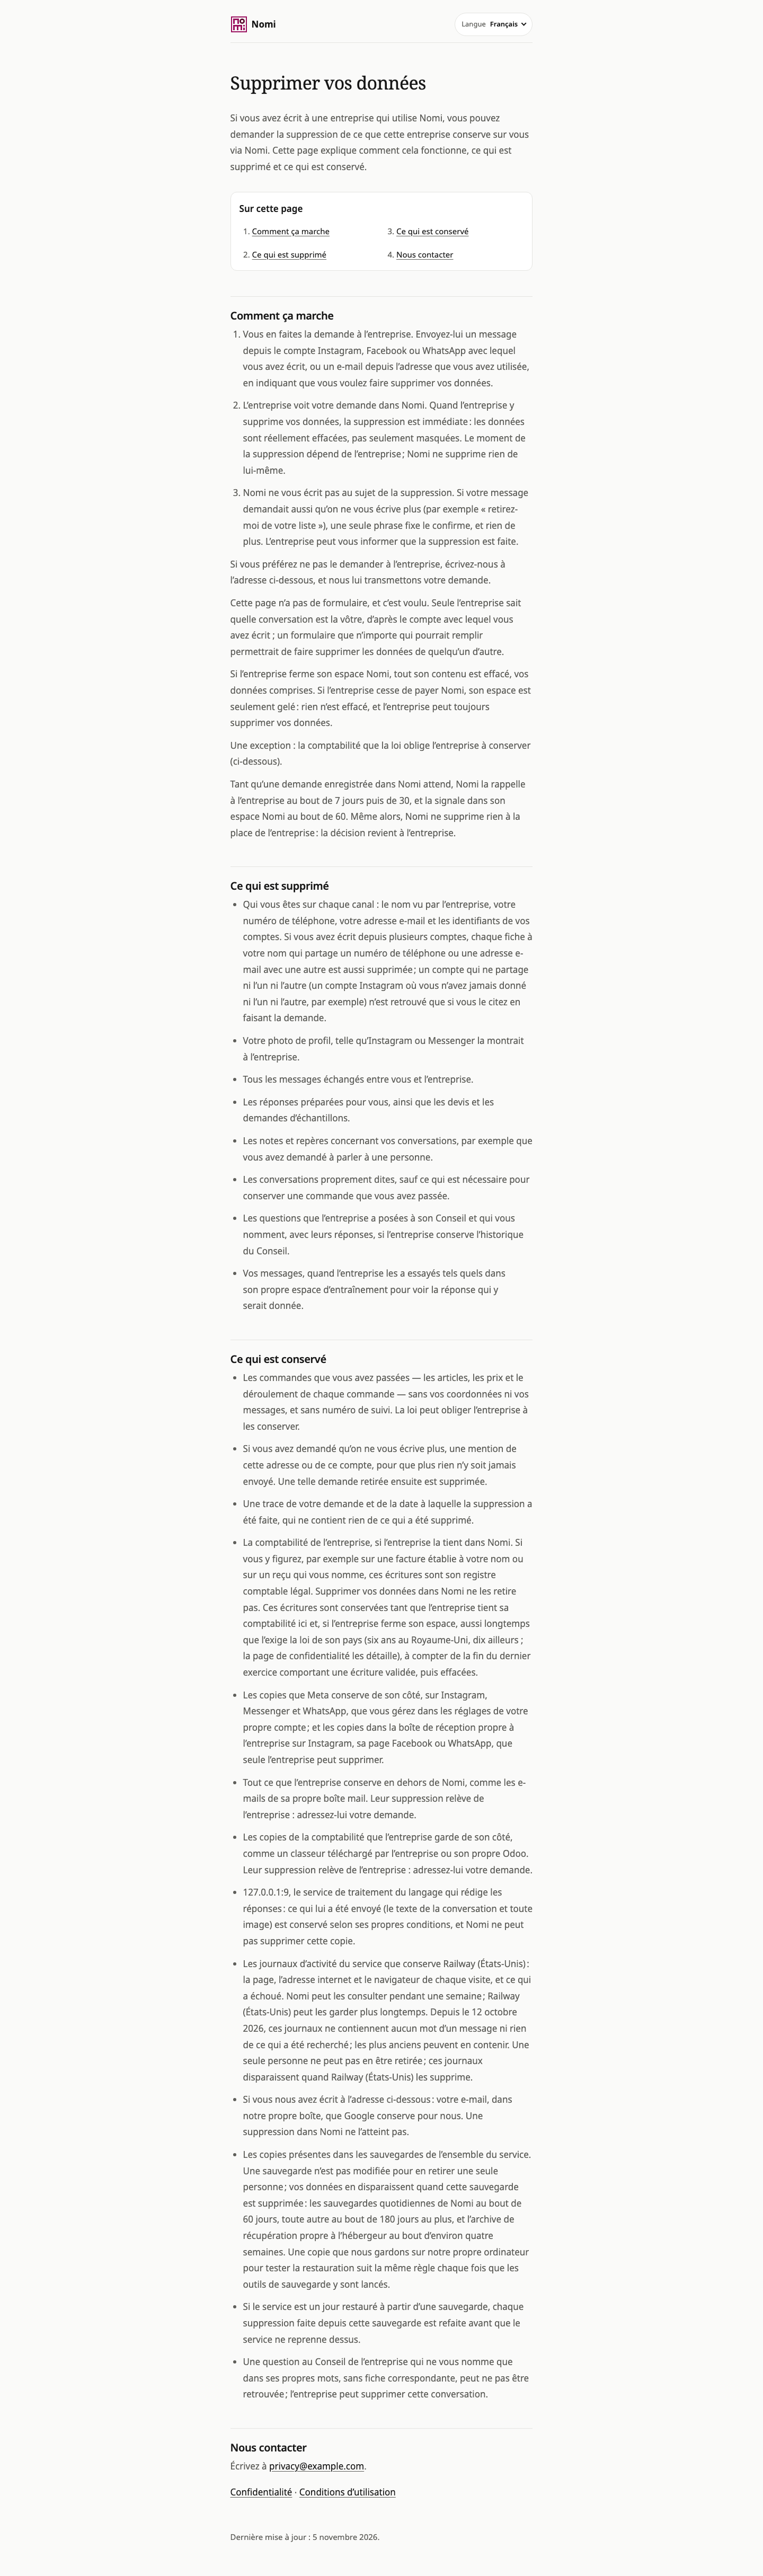 Nomi
Langue Français
Supprimer vos données
Si vous avez écrit à une entreprise qui utilise Nomi, vous pouvez
demander la suppression de ce que cette entreprise conserve sur vous
via Nomi. Cette page explique comment cela fonctionne, ce qui est
supprimé et ce qui est conservé.
Sur cette page
1. Comment ça marche
2. Ce qui est supprimé
3. Ce qui est conservé
4. Nous contacter
Comment ça marche
1. Vous en faites la demande à l’entreprise. Envoyez-lui un message
depuis le compte Instagram, Facebook ou WhatsApp avec lequel
vous avez écrit, ou un e-mail depuis l’adresse que vous avez utilisée,
en indiquant que vous voulez faire supprimer vos données.
2. L’entreprise voit votre demande dans Nomi. Quand l’entreprise y
supprime vos données, la suppression est immédiate : les données
sont réellement effacées, pas seulement masquées. Le moment de
la suppression dépend de l’entreprise ; Nomi ne supprime rien de
lui-même.
3. Nomi ne vous écrit pas au sujet de la suppression. Si votre message
demandait aussi qu’on ne vous écrive plus (par exemple « retirez-
moi de votre liste »), une seule phrase fixe le confirme, et rien de
plus. L’entreprise peut vous informer que la suppression est faite.
Si vous préférez ne pas le demander à l’entreprise, écrivez-nous à
l’adresse ci-dessous, et nous lui transmettons votre demande.
Cette page n’a pas de formulaire, et c’est voulu. Seule l’entreprise sait
quelle conversation est la vôtre, d’après le compte avec lequel vous
avez écrit ; un formulaire que n’importe qui pourrait remplir
permettrait de faire supprimer les données de quelqu’un d’autre.
Si l’entreprise ferme son espace Nomi, tout son contenu est effacé, vos
données comprises. Si l’entreprise cesse de payer Nomi, son espace est
seulement gelé : rien n’est effacé, et l’entreprise peut toujours
supprimer vos données.
Une exception : la comptabilité que la loi oblige l’entreprise à conserver
(ci-dessous).
Tant qu’une demande enregistrée dans Nomi attend, Nomi la rappelle
à l’entreprise au bout de 7 jours puis de 30, et la signale dans son
espace Nomi au bout de 60. Même alors, Nomi ne supprime rien à la
place de l’entreprise : la décision revient à l’entreprise.
Ce qui est supprimé
• Qui vous êtes sur chaque canal : le nom vu par l’entreprise, votre
numéro de téléphone, votre adresse e-mail et les identifiants de vos
comptes. Si vous avez écrit depuis plusieurs comptes, chaque fiche à
votre nom qui partage un numéro de téléphone ou une adresse e-
mail avec une autre est aussi supprimée ; un compte qui ne partage
ni l’un ni l’autre (un compte Instagram où vous n’avez jamais donné
ni l’un ni l’autre, par exemple) n’est retrouvé que si vous le citez en
faisant la demande.
• Votre photo de profil, telle qu’Instagram ou Messenger la montrait
à l’entreprise.
• Tous les messages échangés entre vous et l’entreprise.
• Les réponses préparées pour vous, ainsi que les devis et les
demandes d’échantillons.
• Les notes et repères concernant vos conversations, par exemple que
vous avez demandé à parler à une personne.
• Les conversations proprement dites, sauf ce qui est nécessaire pour
conserver une commande que vous avez passée.
• Les questions que l’entreprise a posées à son Conseil et qui vous
nomment, avec leurs réponses, si l’entreprise conserve l’historique
du Conseil.
• Vos messages, quand l’entreprise les a essayés tels quels dans
son propre espace d’entraînement pour voir la réponse qui y
serait donnée.
Ce qui est conservé
• Les commandes que vous avez passées — les articles, les prix et le
déroulement de chaque commande — sans vos coordonnées ni vos
messages, et sans numéro de suivi. La loi peut obliger l’entreprise à
les conserver.
• Si vous avez demandé qu’on ne vous écrive plus, une mention de
cette adresse ou de ce compte, pour que plus rien n’y soit jamais
envoyé. Une telle demande retirée ensuite est supprimée.
• Une trace de votre demande et de la date à laquelle la suppression a
été faite, qui ne contient rien de ce qui a été supprimé.
• La comptabilité de l’entreprise, si l’entreprise la tient dans Nomi. Si
vous y figurez, par exemple sur une facture établie à votre nom ou
sur un reçu qui vous nomme, ces écritures sont son registre
comptable légal. Supprimer vos données dans Nomi ne les retire
pas. Ces écritures sont conservées tant que l’entreprise tient sa
comptabilité ici et, si l’entreprise ferme son espace, aussi longtemps
que l’exige la loi de son pays (six ans au Royaume-Uni, dix ailleurs ;
la page de confidentialité les détaille), à compter de la fin du dernier
exercice comportant une écriture validée, puis effacées.
• Les copies que Meta conserve de son côté, sur Instagram,
Messenger et WhatsApp, que vous gérez dans les réglages de votre
propre compte ; et les copies dans la boîte de réception propre à
l’entreprise sur Instagram, sa page Facebook ou WhatsApp, que
seule l’entreprise peut supprimer.
• Tout ce que l’entreprise conserve en dehors de Nomi, comme les e-
mails de sa propre boîte mail. Leur suppression relève de
l’entreprise : adressez-lui votre demande.
• Les copies de la comptabilité que l’entreprise garde de son côté,
comme un classeur téléchargé par l’entreprise ou son propre Odoo.
Leur suppression relève de l’entreprise : adressez-lui votre demande.
• 127.0.0.1:9, le service de traitement du langage qui rédige les
réponses : ce qui lui a été envoyé (le texte de la conversation et toute
image) est conservé selon ses propres conditions, et Nomi ne peut
pas supprimer cette copie.
• Les journaux d’activité du service que conserve Railway (États-Unis) :
la page, l’adresse internet et le navigateur de chaque visite, et ce qui
a échoué. Nomi peut les consulter pendant une semaine ; Railway
(États-Unis) peut les garder plus longtemps. Depuis le 12 octobre
2026, ces journaux ne contiennent aucun mot d’un message ni rien
de ce qui a été recherché ; les plus anciens peuvent en contenir. Une
seule personne ne peut pas en être retirée ; ces journaux
disparaissent quand Railway (États-Unis) les supprime.
• Si vous nous avez écrit à l’adresse ci-dessous : votre e-mail, dans
notre propre boîte, que Google conserve pour nous. Une
suppression dans Nomi ne l’atteint pas.
• Les copies présentes dans les sauvegardes de l’ensemble du service.
Une sauvegarde n’est pas modifiée pour en retirer une seule
personne ; vos données en disparaissent quand cette sauvegarde
est supprimée : les sauvegardes quotidiennes de Nomi au bout de
60 jours, toute autre au bout de 180 jours au plus, et l’archive de
récupération propre à l’hébergeur au bout d’environ quatre
semaines. Une copie que nous gardons sur notre propre ordinateur
pour tester la restauration suit la même règle chaque fois que les
outils de sauvegarde y sont lancés.
• Si le service est un jour restauré à partir d’une sauvegarde, chaque
suppression faite depuis cette sauvegarde est refaite avant que le
service ne reprenne dessus.
• Une question au Conseil de l’entreprise qui ne vous nomme que
dans ses propres mots, sans fiche correspondante, peut ne pas être
retrouvée ; l’entreprise peut supprimer cette conversation.
Nous contacter
Écrivez à privacy@example.com.
Confidentialité · Conditions d’utilisation
Dernière mise à jour : 5 novembre 2026.